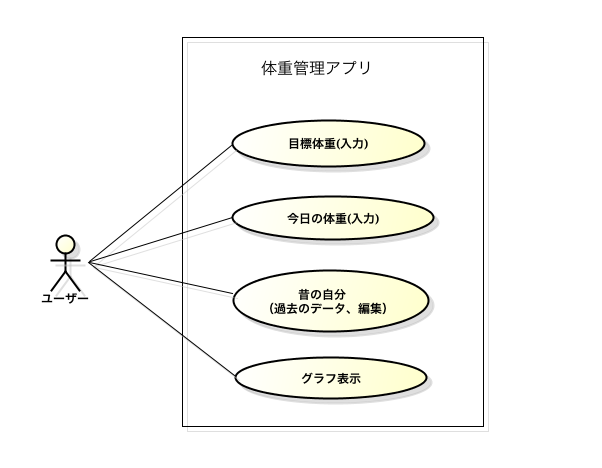 体重管理アプリ
目標体重(入力)
今日の体重(入力)
昔の自分
（過去のデータ、編集）
グラフ表示
ユーザー